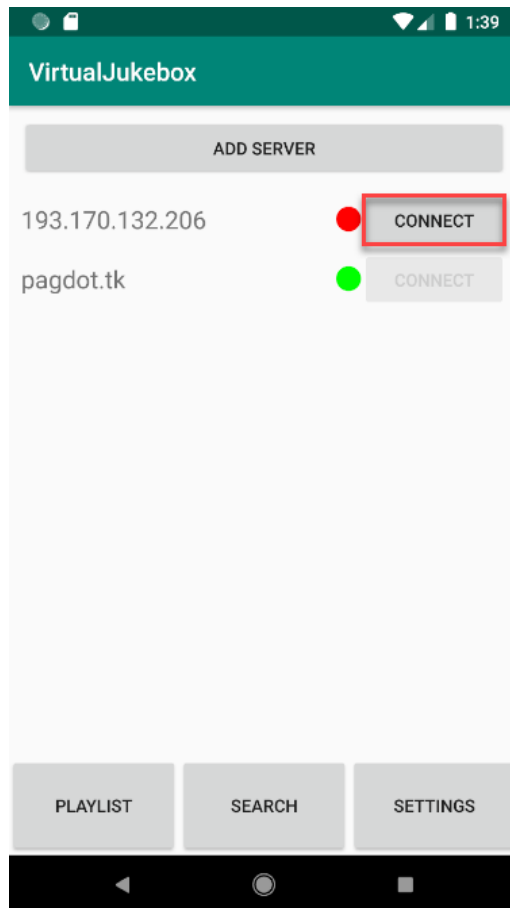 1:39
VirtualJukebox
ADD SERVER
193.170.132.206 CONNECT
pagdot.tk CONNECT
PLAYLIST SEARCH SETTINGS